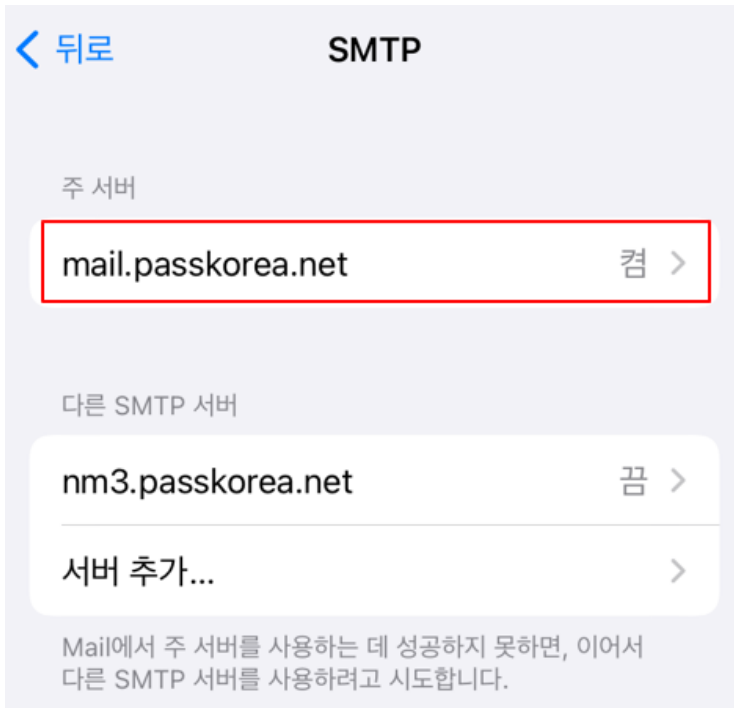 뒤로
SMTP
주 서버
mail.passkorea.net 켬
다른 SMTP 서버
nm3.passkorea.net 끔
서버 추가...
Mail에서 주 서버를 사용하는 데 성공하지 못하면, 이어서
다른 SMTP 서버를 사용하려고 시도합니다.